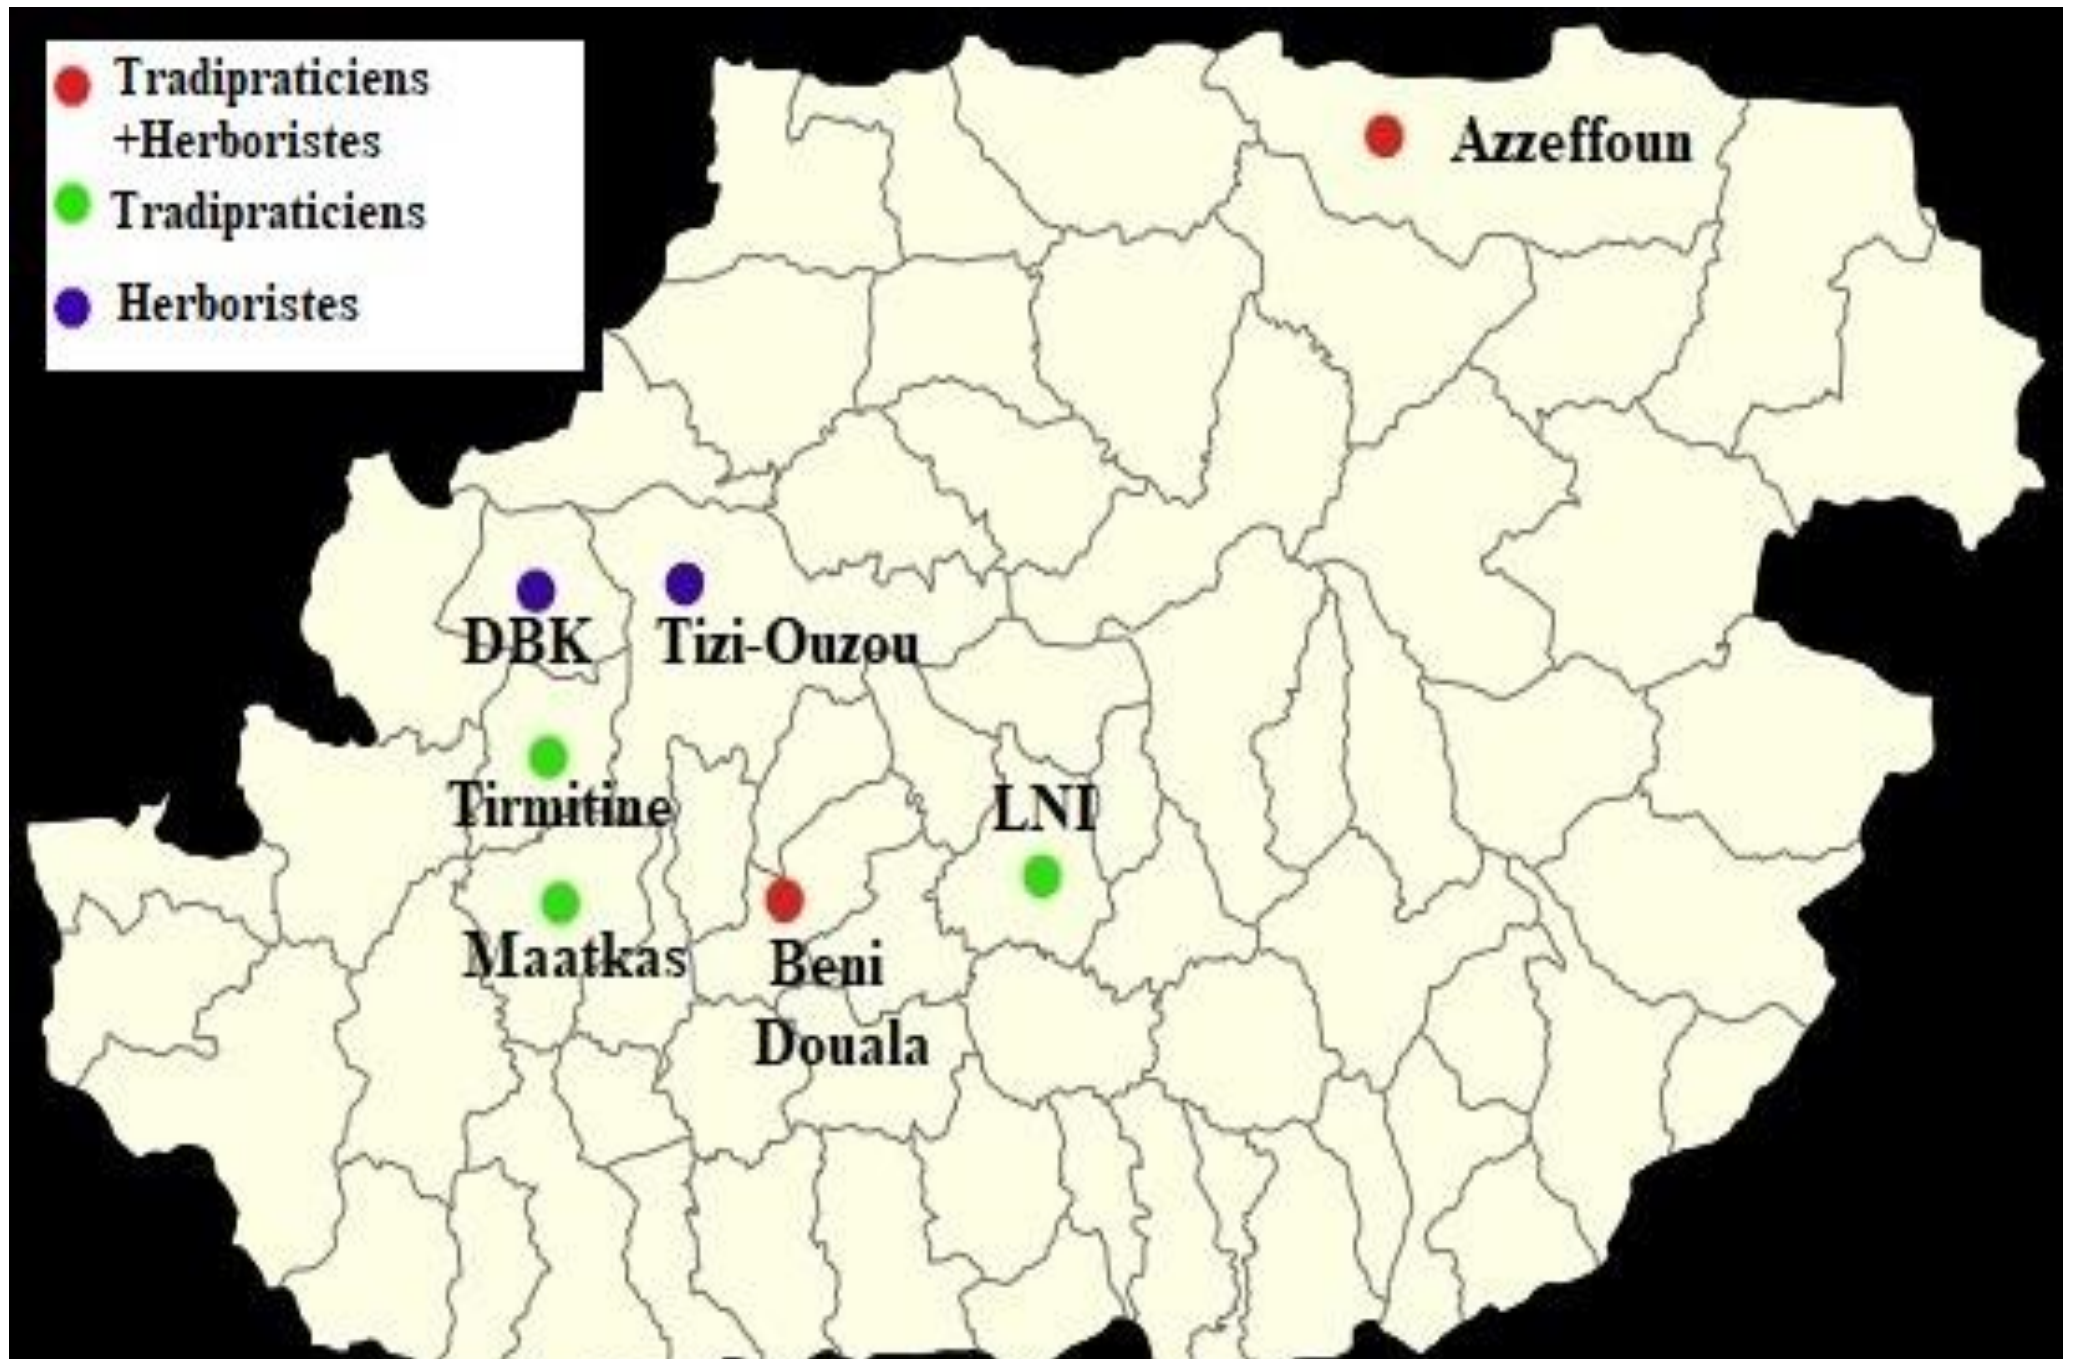 Tradipraticiens
+Herboristes
Tradipraticiens
Herboristes
Azzeffoun
DBK
Tizi-Ouzou
Tirmitine
LNI
Maatkas
Beni
Douala